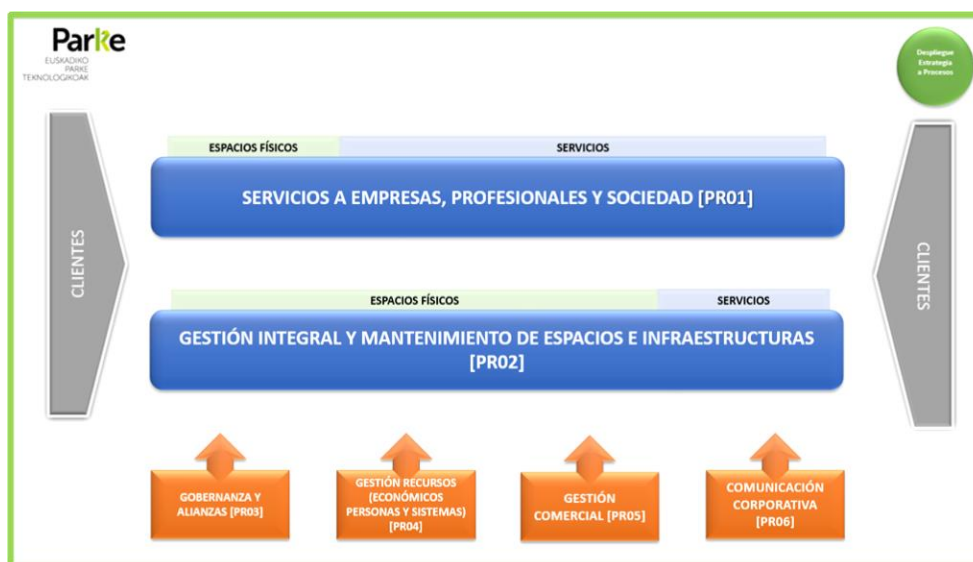 Parke
EUSKADIKO
PARKE
TEKNOLOGIKOAK
Despliegue
Estrategia
a Procesos
CLIENTES
ESPACIOS FÍSICOS
SERVICIOS
SERVICIOS A EMPRESAS, PROFESIONALES Y SOCIEDAD [PR01]
ESPACIOS FÍSICOS
SERVICIOS
GESTIÓN INTEGRAL Y MANTENIMIENTO DE ESPACIOS E INFRAESTRUCTURAS
[PR02]
CLIENTES
GOBERNANZA Y
ALIANZAS [PR03]
GESTIÓN RECURSOS
(ECONÓMICOS
PERSONAS Y SISTEMAS)
[PR04]
GESTIÓN
COMERCIAL [PR05]
COMUNICACIÓN
CORPORATIVA
[PR06]